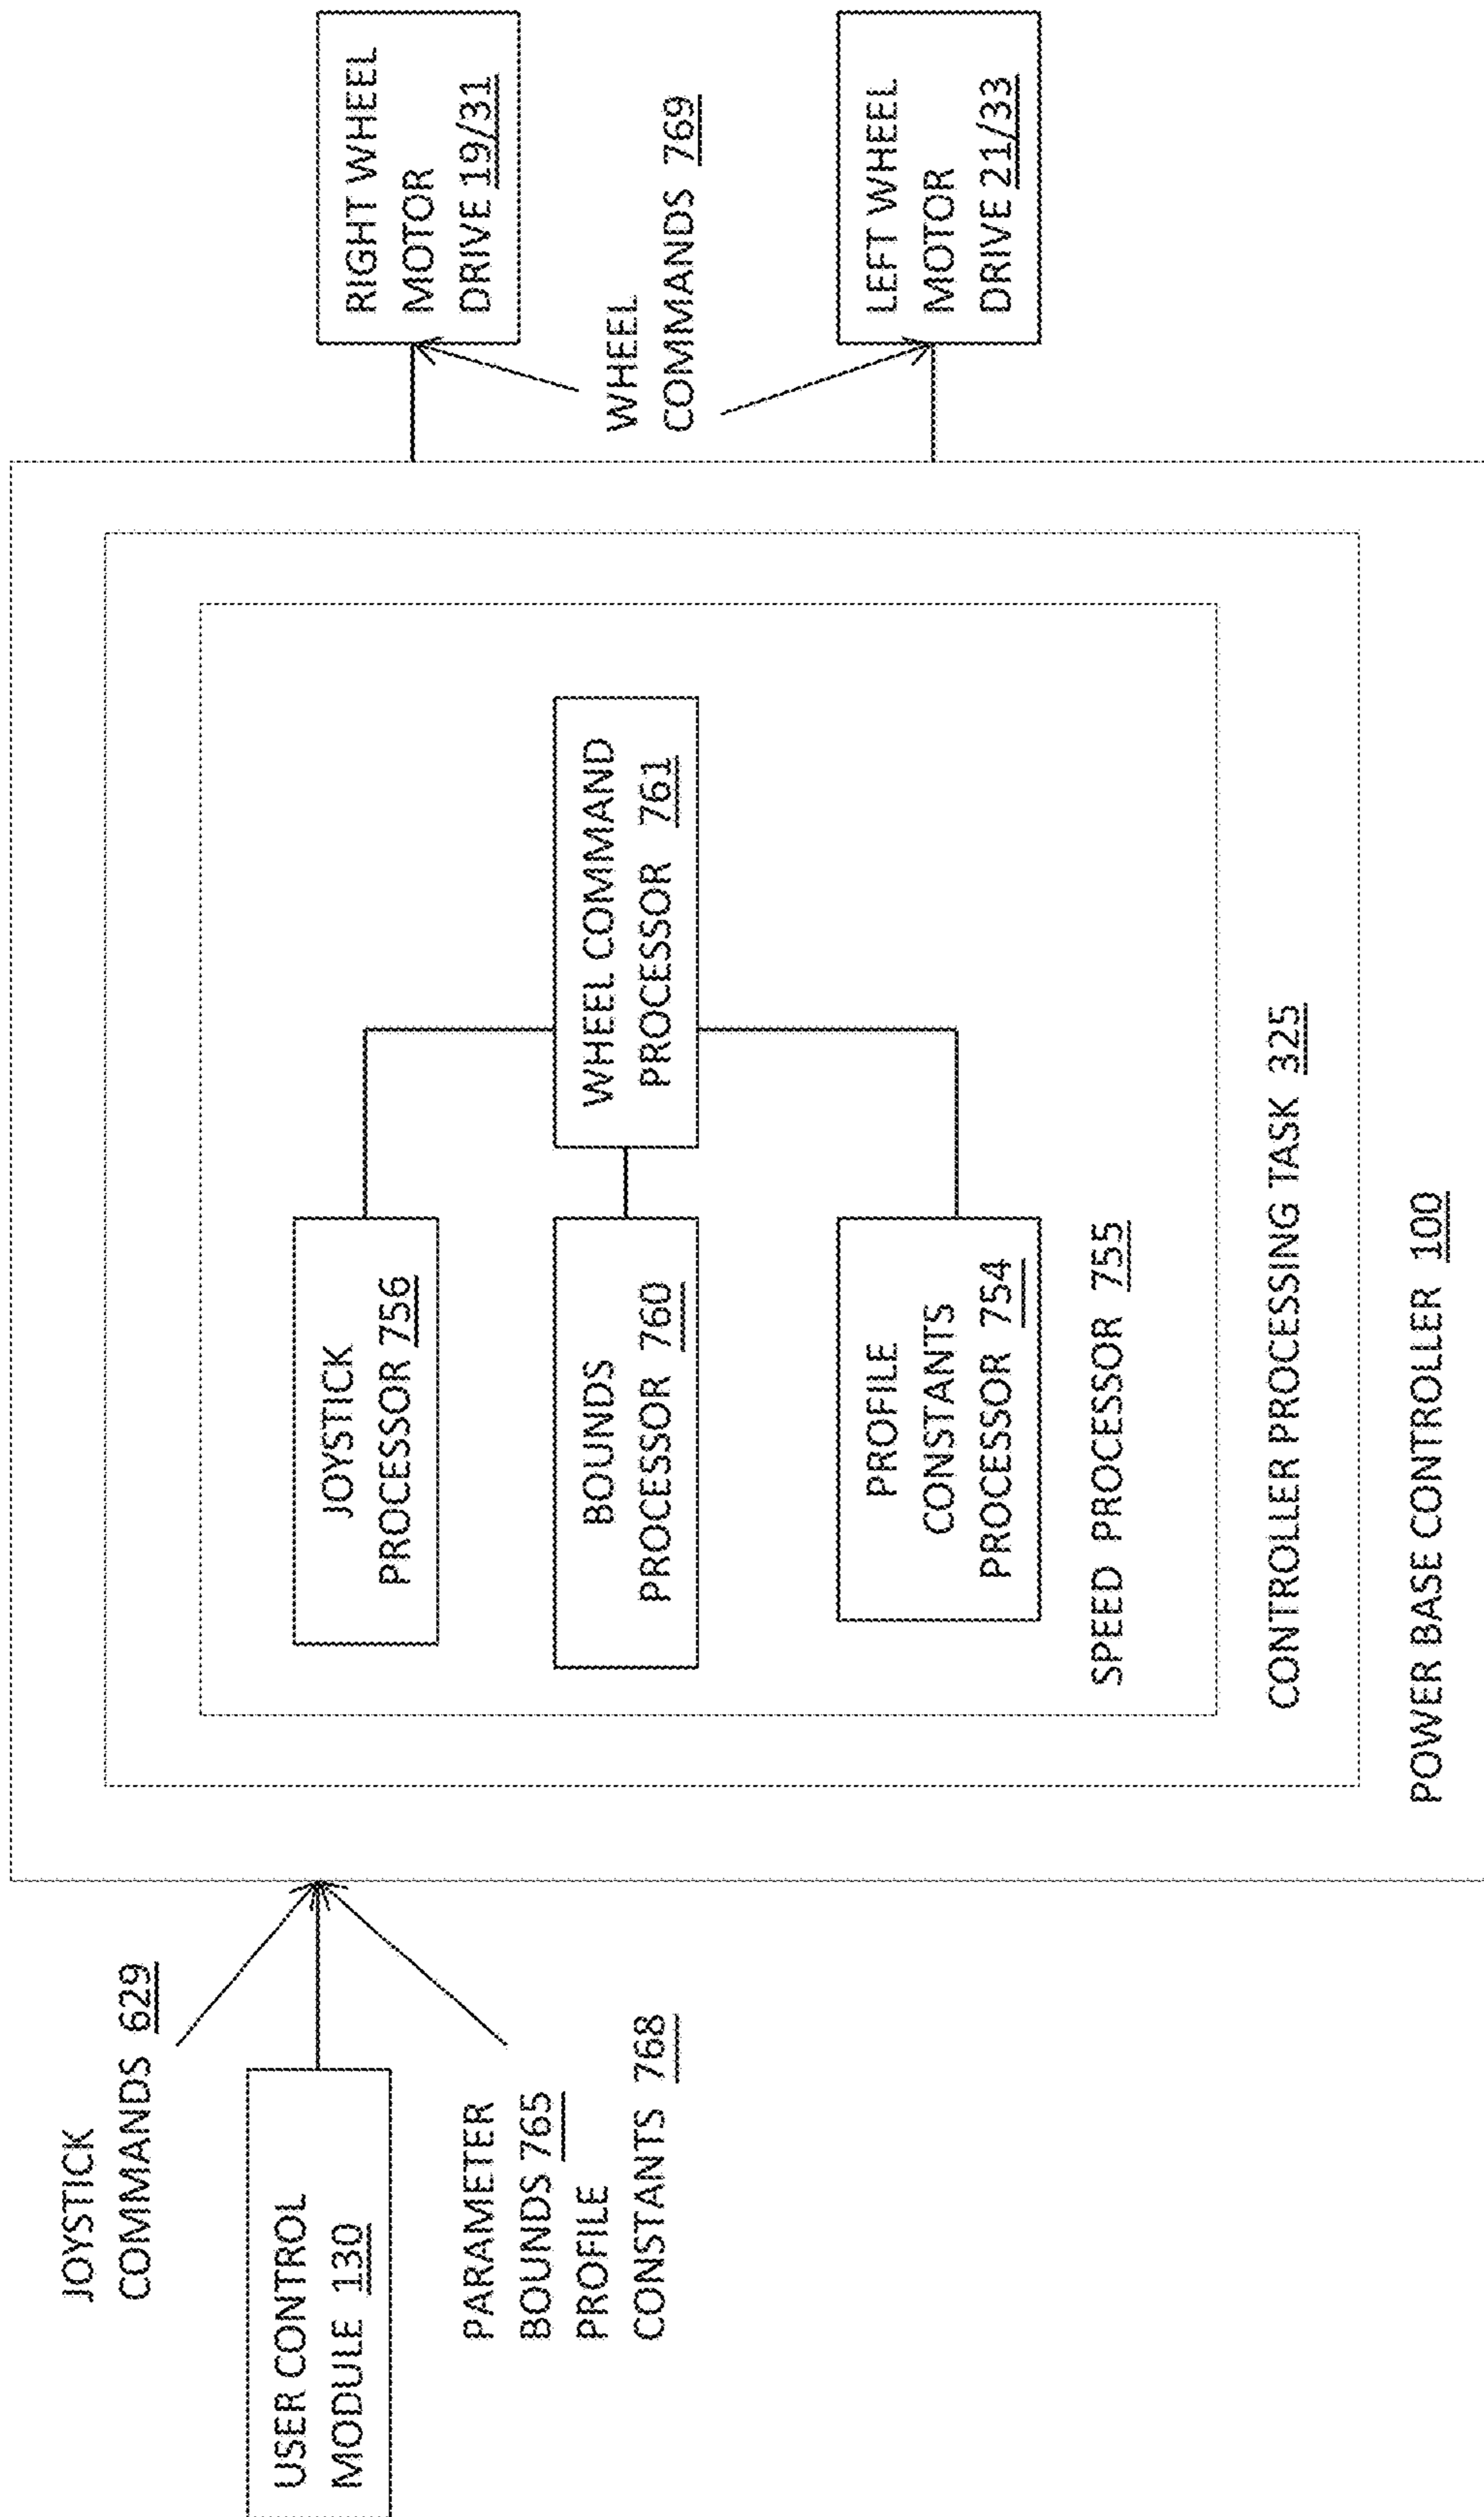 JOYSTICK
COMMANDS 629
USER CONTROL
MODULE 130
PARAMETER
BOUNDS 765
PROFILE
CONSTANTS 768
JOYSTICK
PROCESSOR 756
BOUNDS
PROCESSOR 760
PROFILE
CONSTANTS
PROCESSOR 754
WHEEL COMMAND
PROCESSOR 761
SPEED PROCESSOR 755
CONTROLLER PROCESSING TASK 325
POWER BASE CONTROLLER 100
RIGHT WHEEL
MOTOR
DRIVE 19/31
WHEEL
COMMANDS 769
LEFT WHEEL
MOTOR
DRIVE 21/33